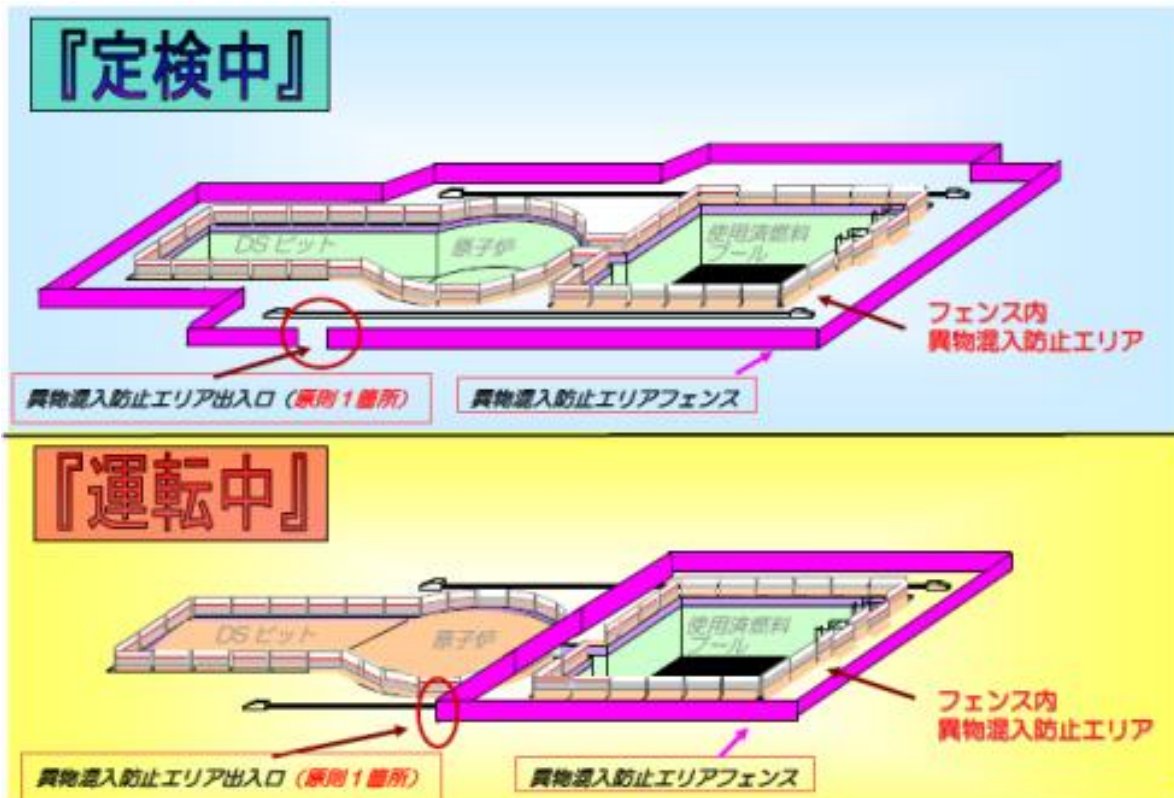 『定検中』
DSピット
原子炉
使用済燃料
プール
フェンス内
異物混入防止エリア
異物混入防止エリア出入口（原則１箇所）
異物混入防止エリアフェンス
『運転中』
DSピット
原子炉
使用済燃料
プール
フェンス内
異物混入防止エリア
異物混入防止エリア出入口（原則１箇所）
異物混入防止エリアフェンス